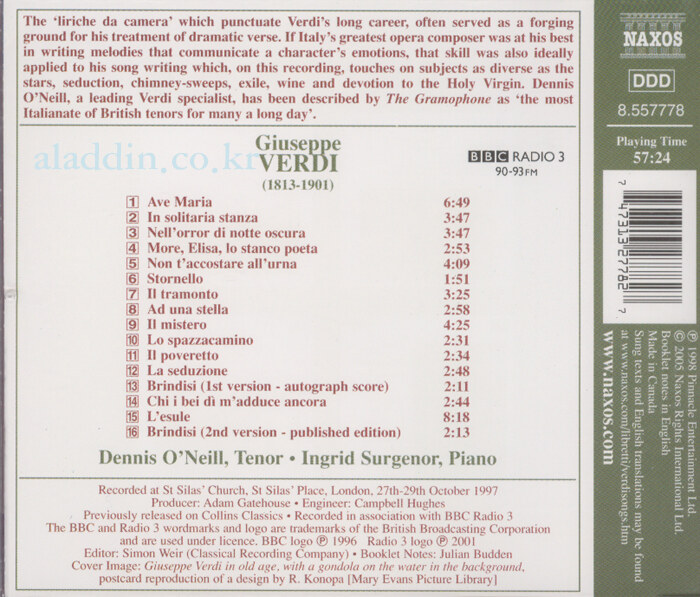 The 'liriche da camera' which punctuate Verdi's long career, often served as a forging
ground for his treatment of dramatic verse. If Italy's greatest opera composer was at his best
in writing melodies that communicate a character's emotions, that skill was also ideally
applied to his song writing which, on this recording, touches on subjects as diverse as the
stars, seduction, chimney-sweeps, exile, wine and devotion to the Holy Virgin. Dennis
O'Neill, a leading Verdi specialist, has been described by The Gramophone as 'the most
Italianate of British tenors for many a long day'.
aladdin.co.kr
Giuseppe
VERDI
(1813-1901)
BBC RADIO 3
90-93 FM
1 Ave Maria 6:49
2 In solitaria stanza 3:47
3 Nell'orror di notte oscura 3:47
4 More, Elisa, lo stanco poeta 2:53
5 Non t'accostare all'urna 4:09
6 Stornello 1:51
7 Il tramonto 3:25
8 Ad una stella 2:58
9 Il mistero 4:25
10 Lo spazzacamino 2:31
11 Il poveretto 2:34
12 La seduzione 2:48
13 Brindisi (1st version - autograph score) 2:11
14 Chi i bei dì m'adduce ancora 2:44
15 L'esule 8:18
16 Brindisi (2nd version - published edition) 2:13
Dennis O'Neill, Tenor • Ingrid Surgenor, Piano
Recorded at St Silas' Church, St Silas' Place, London, 27th-29th October 1997
Producer: Adam Gatehouse • Engineer: Campbell Hughes
Previously released on Collins Classics • Recorded in association with BBC Radio 3
The BBC and Radio 3 wordmarks and logo are trademarks of the British Broadcasting Corporation
and are used under licence. BBC logo ℗ 1996 Radio 3 logo ℗ 2001
Editor: Simon Weir (Classical Recording Company) • Booklet Notes: Julian Budden
Cover Image: Giuseppe Verdi in old age, with a gondola on the water in the background,
postcard reproduction of a design by R. Konopa [Mary Evans Picture Library]
NAXOS
DDD
8.557778
Playing Time
57:24
7 47313 27782 7
℗ 1998 Pinnacle Entertainment Ltd.
© 2005 Naxos Rights International Ltd.
Booklet notes in English
Made in Canada
Sung texts and English translations may be found
at www.naxos.com/libretti/verdisongs.htm
www.naxos.com